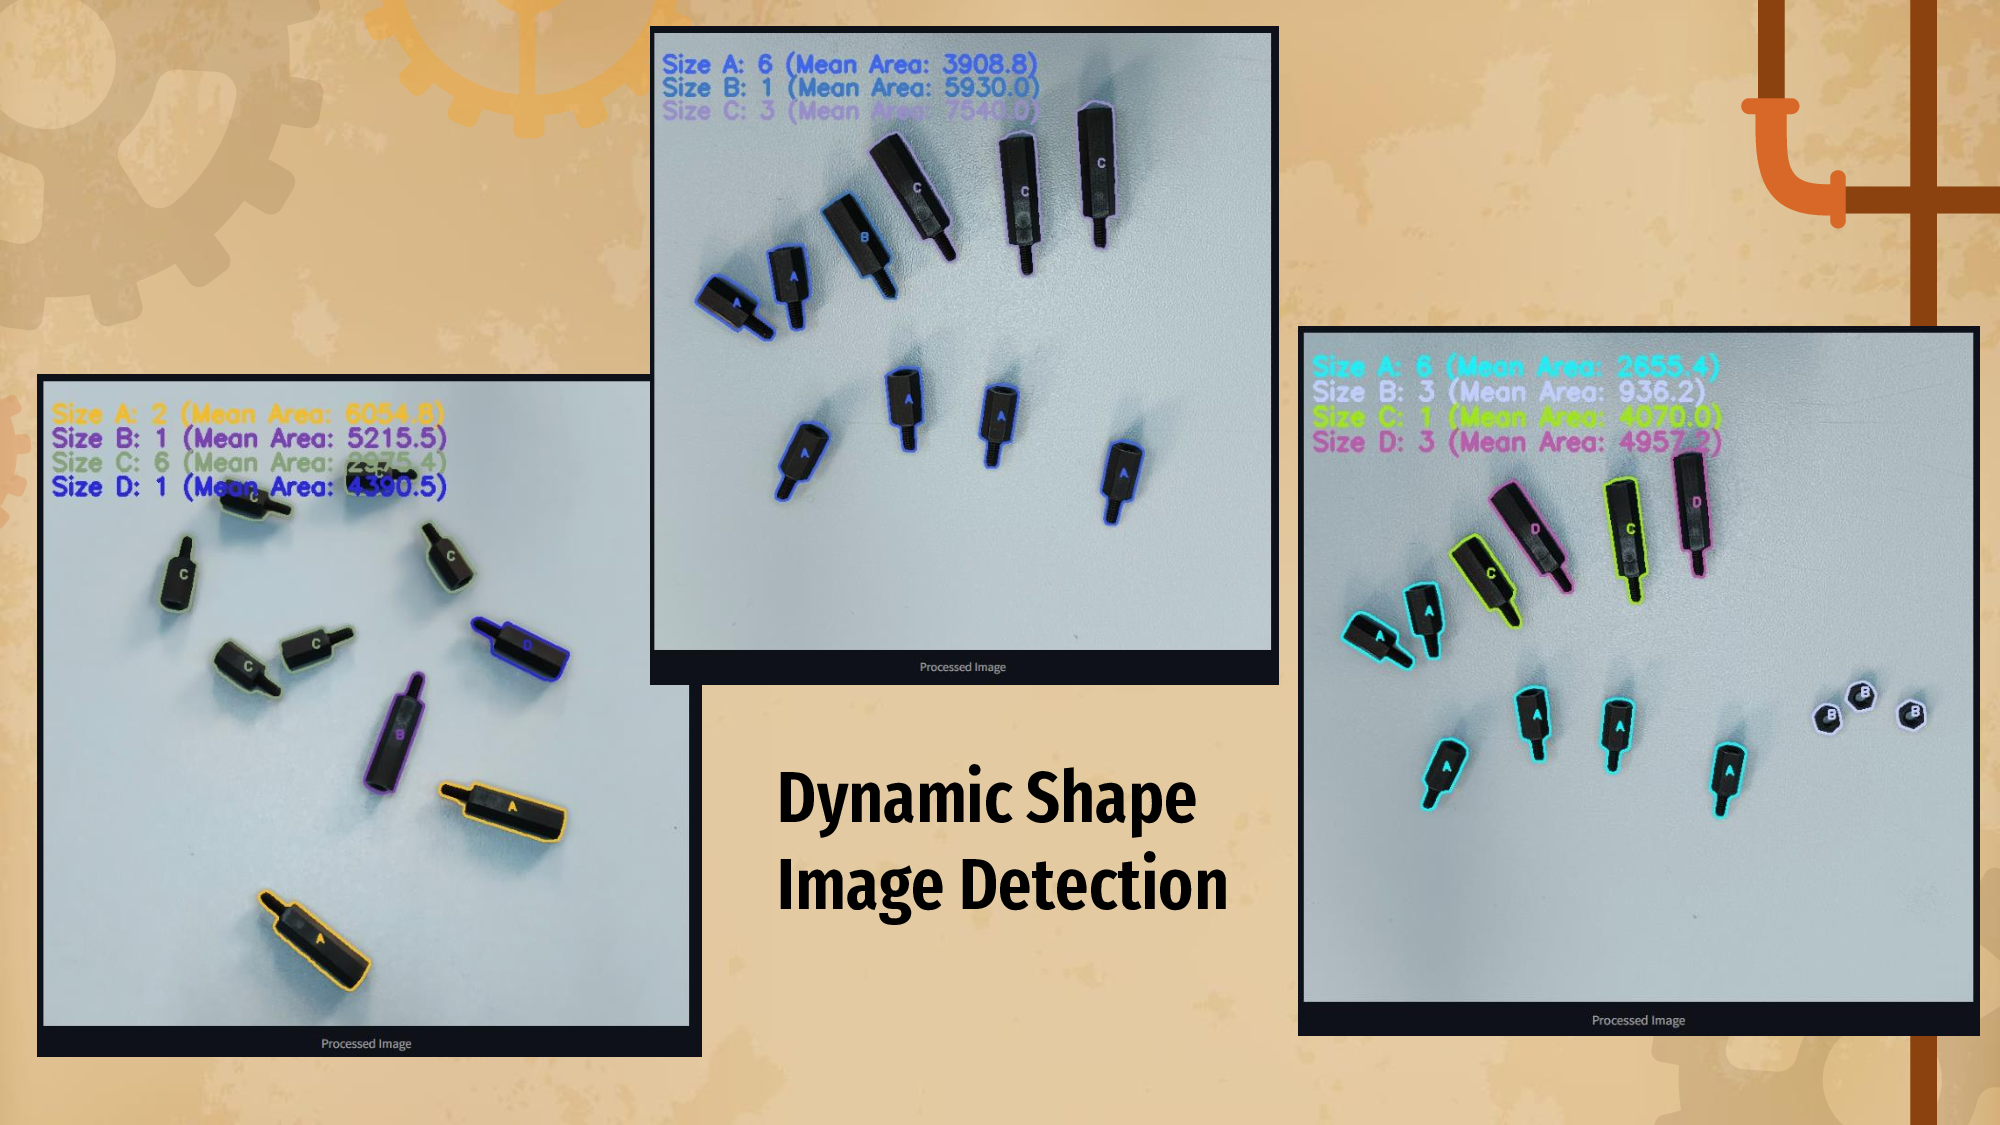 Size A: 2 (Mean Area: 6054.8)
Size B: 1 (Mean Area: 5215.5)
Size C: 6 (Mean Area: 2975.4)
Size D: 1 (Mean Area: 4390.5)
C
C
C
C
C
C
D
B
A
A
Processed Image
Size A: 6 (Mean Area: 3908.8)
Size B: 1 (Mean Area: 5930.0)
Size C: 3 (Mean Area: 7540.0)
C
C
C
B
A
A
A
A
A
A
Processed Image
Size A: 6 (Mean Area: 2655.4)
Size B: 3 (Mean Area: 936.2)
Size C: 1 (Mean Area: 4070.0)
Size D: 3 (Mean Area: 4957.2)
D
D
C
C
A
A
B
B
B
A
A
A
A
Processed Image
Dynamic Shape
Image Detection